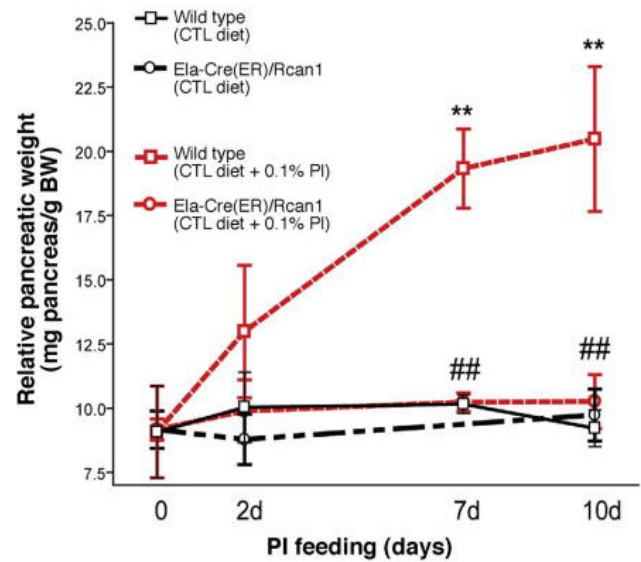 25.0
22.5
20.0
17.5
15.0
12.5
10.0
7.5
Relative pancreatic weight
(mg pancreas/g BW)
Wild type
(CTL diet)
Ela-Cre(ER)/Rcan1
(CTL diet)
Wild type
(CTL diet + 0.1% PI)
Ela-Cre(ER)/Rcan1
(CTL diet + 0.1% PI)
**
**
##
##
0 2d 7d 10d
PI feeding (days)